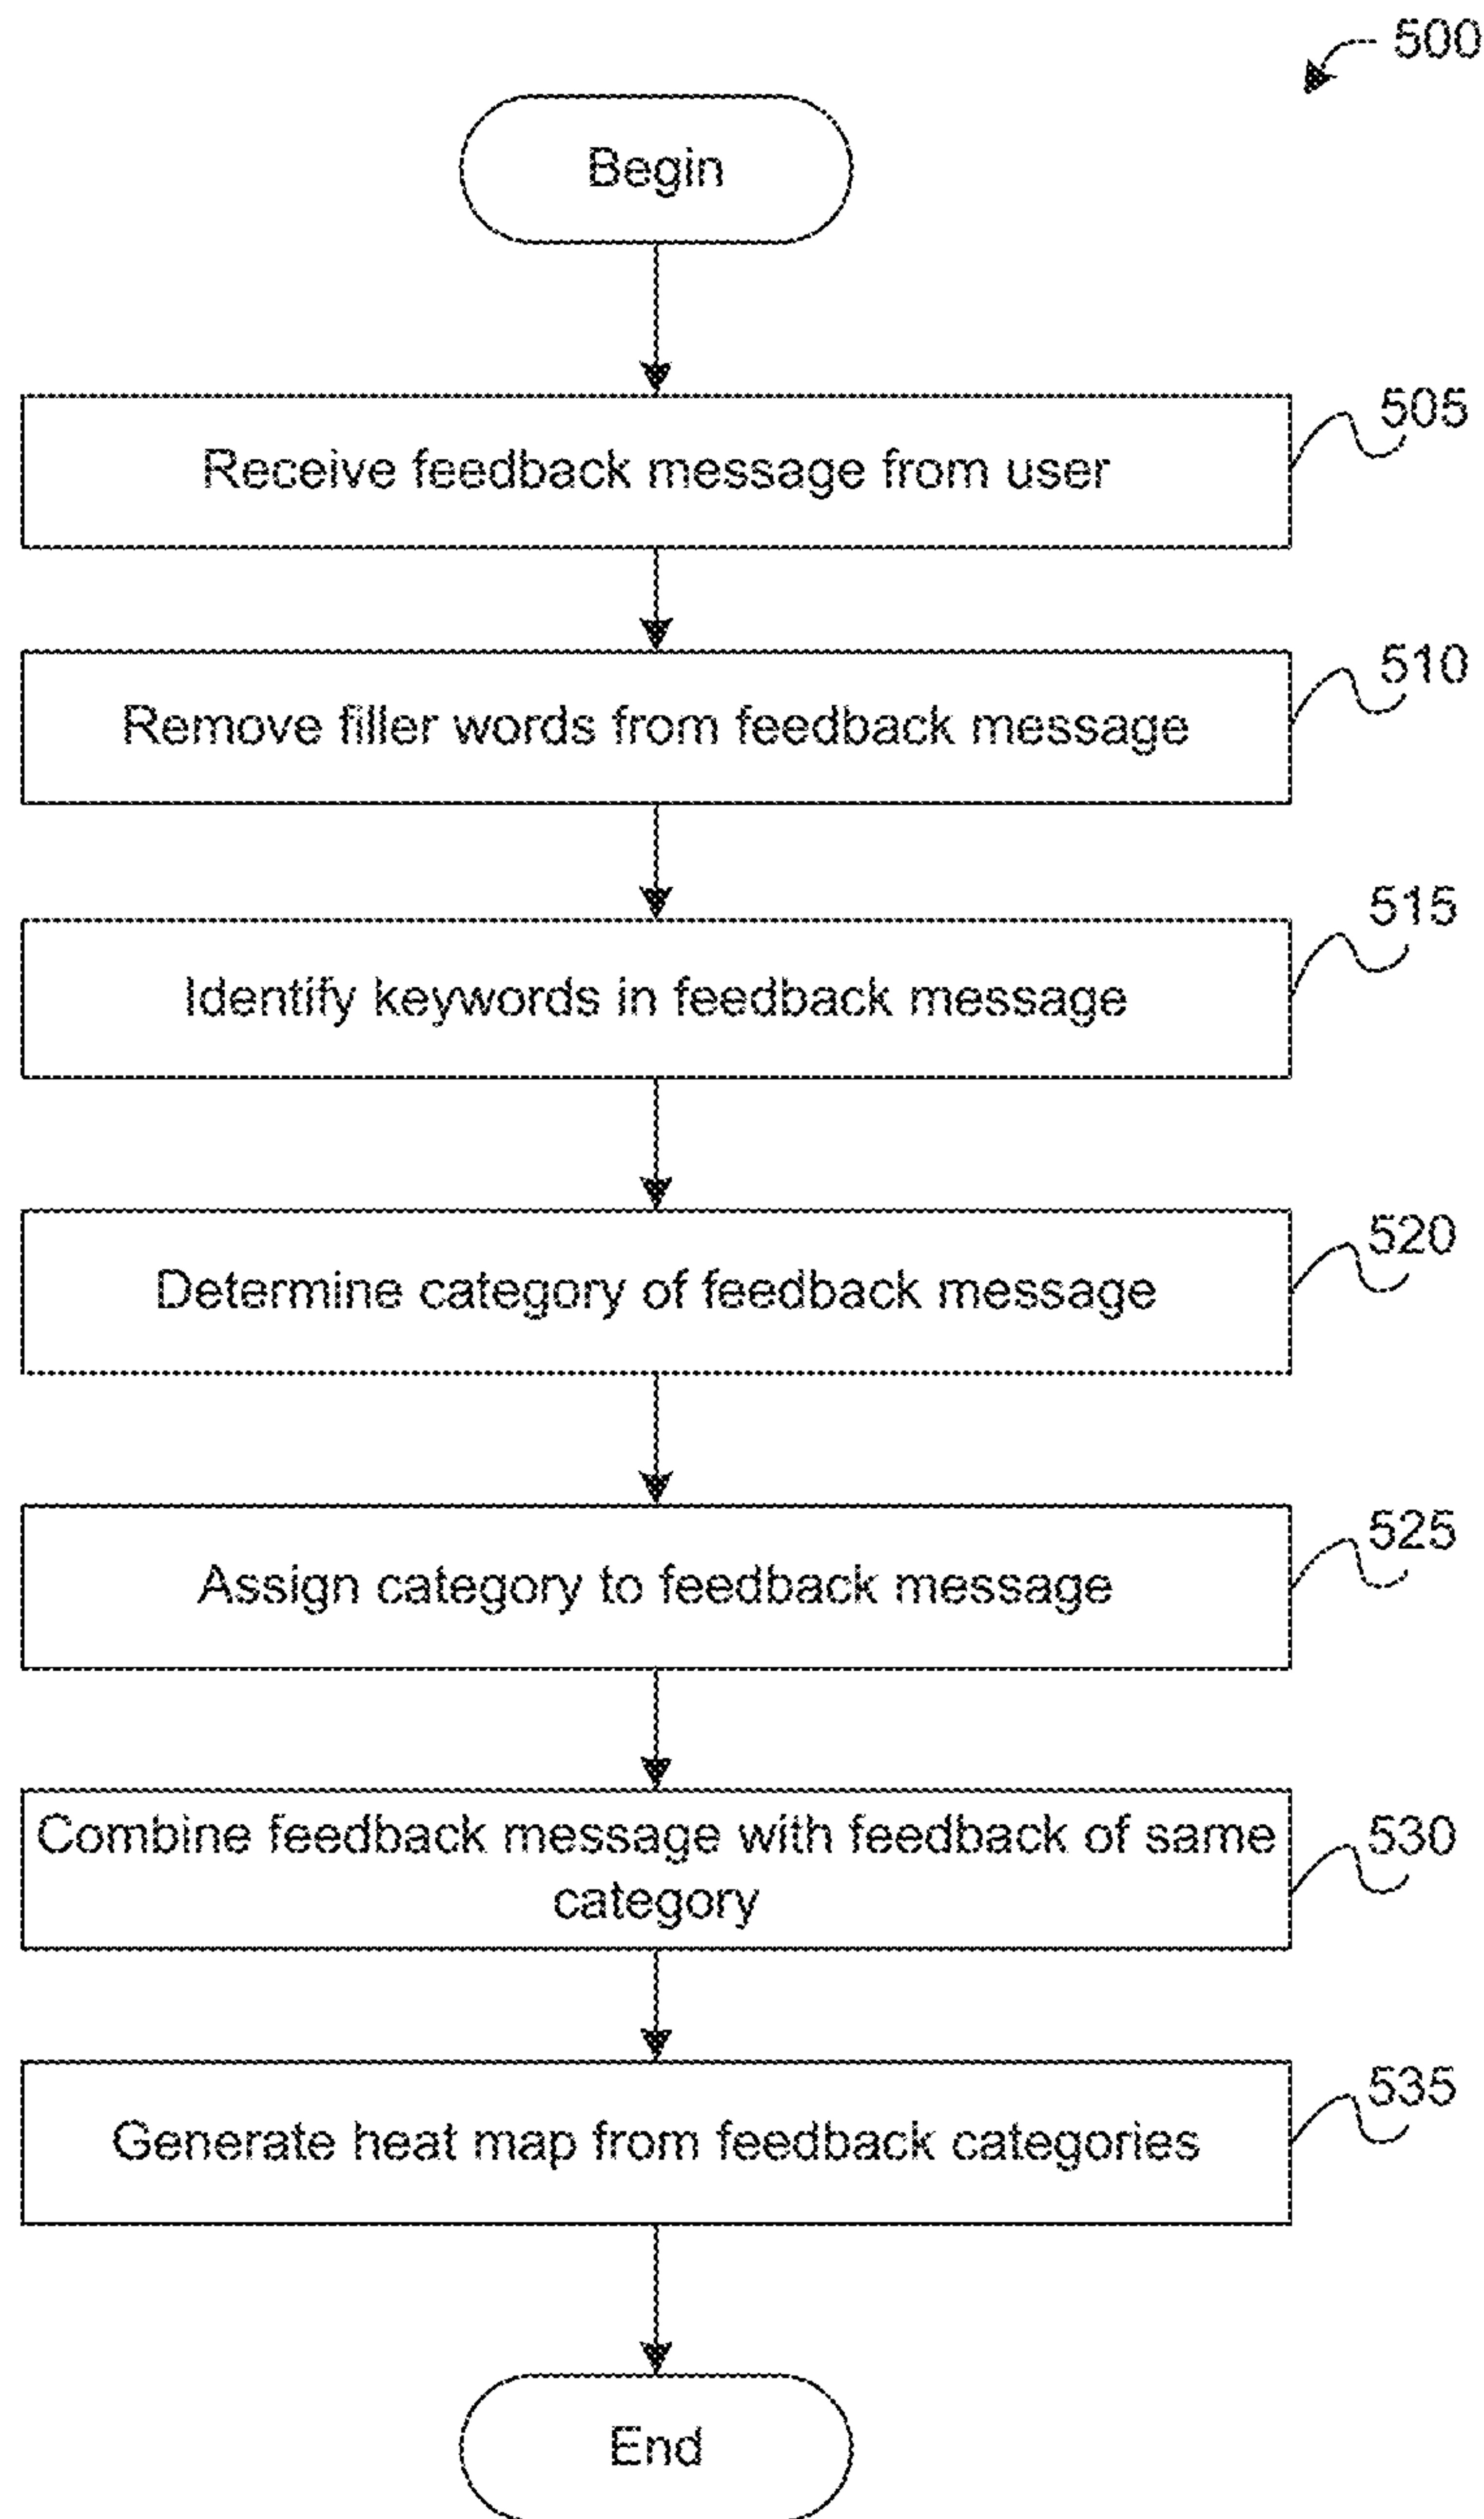 500
Begin
505
Receive feedback message from user
510
Remove filler words from feedback message
515
Identify keywords in feedback message
520
Determine category of feedback message
525
Assign category to feedback message
530
Combine feedback message with feedback of same
category
535
Generate heat map from feedback categories
End